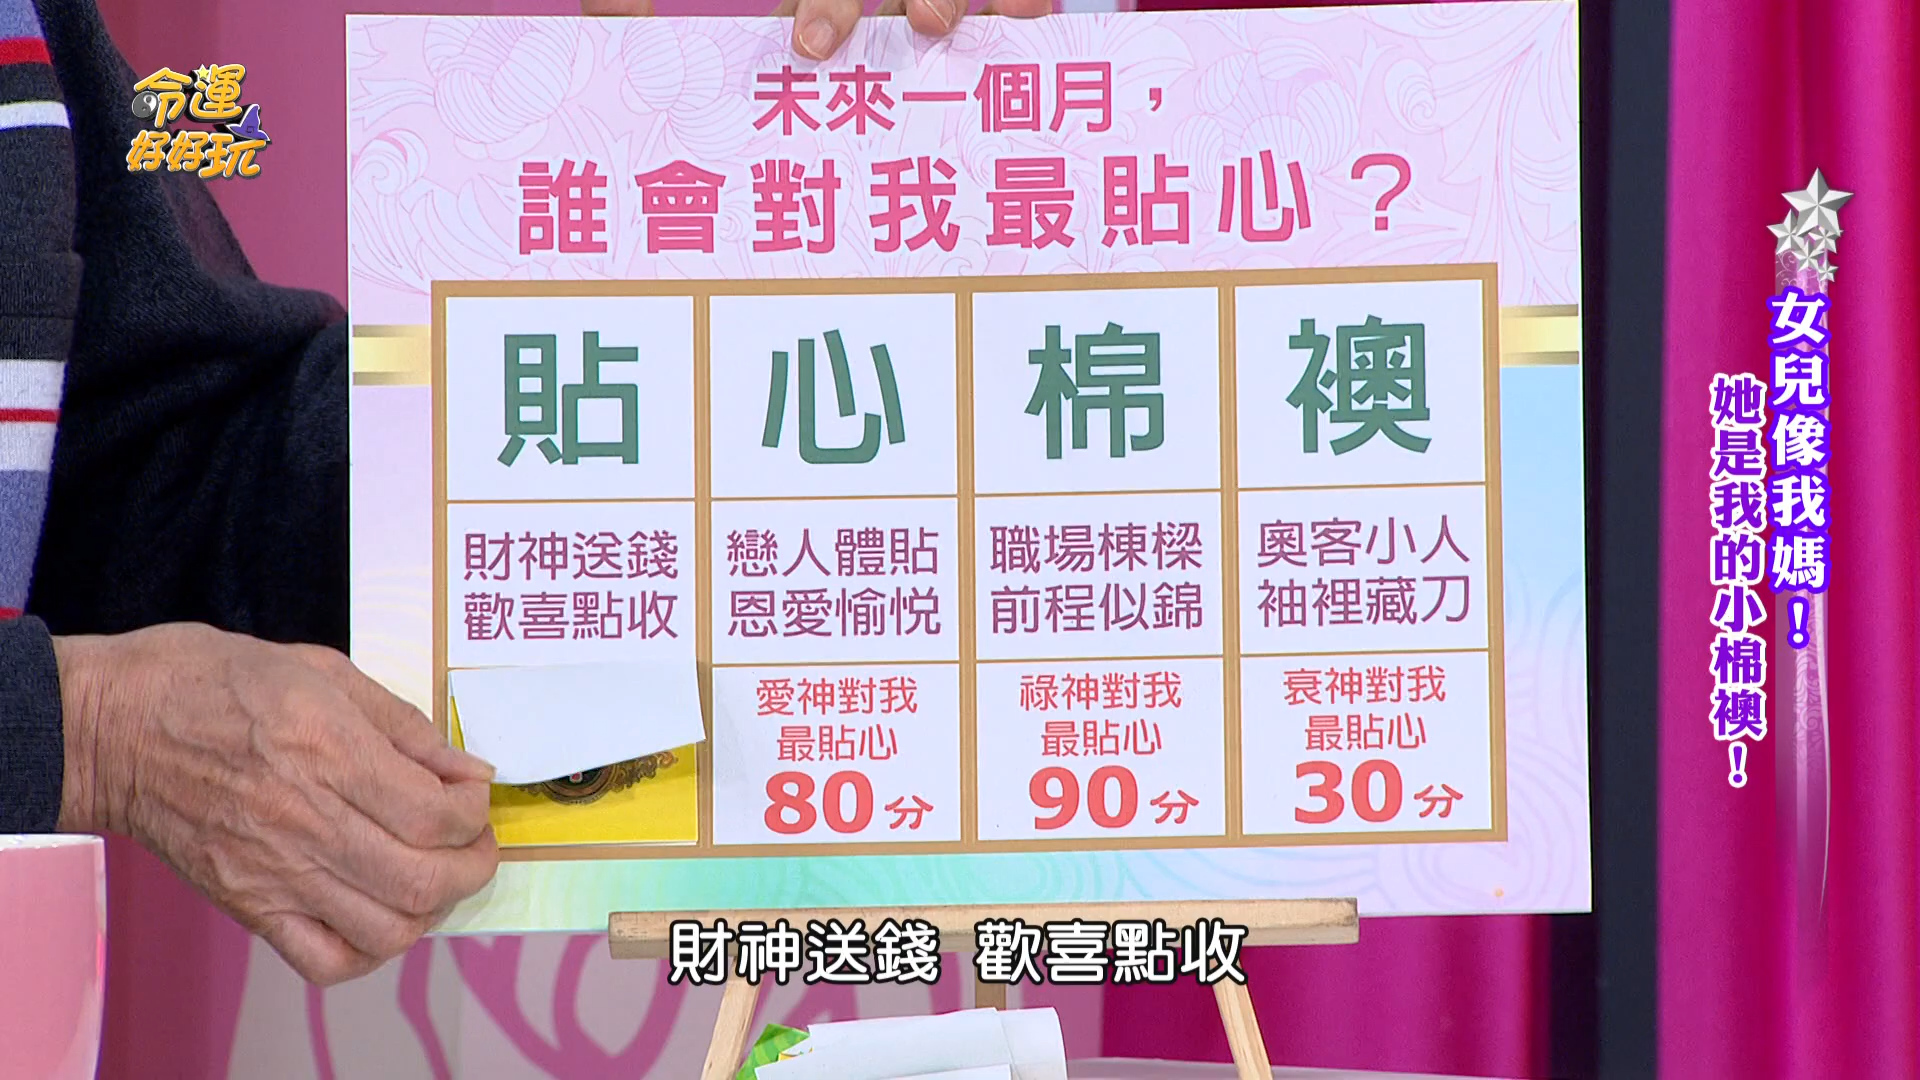 命運
好好玩
未來一個月，
誰會對我最貼心？
貼
心
棉
襖
財神送錢
歡喜點收
戀人體貼
恩愛愉悅
職場棟樑
前程似錦
奧客小人
袖裡藏刀
愛神對我
最貼心
80分
祿神對我
最貼心
90分
衰神對我
最貼心
30分
女兒像我媽！
她是我的小棉襖！
財神送錢 歡喜點收